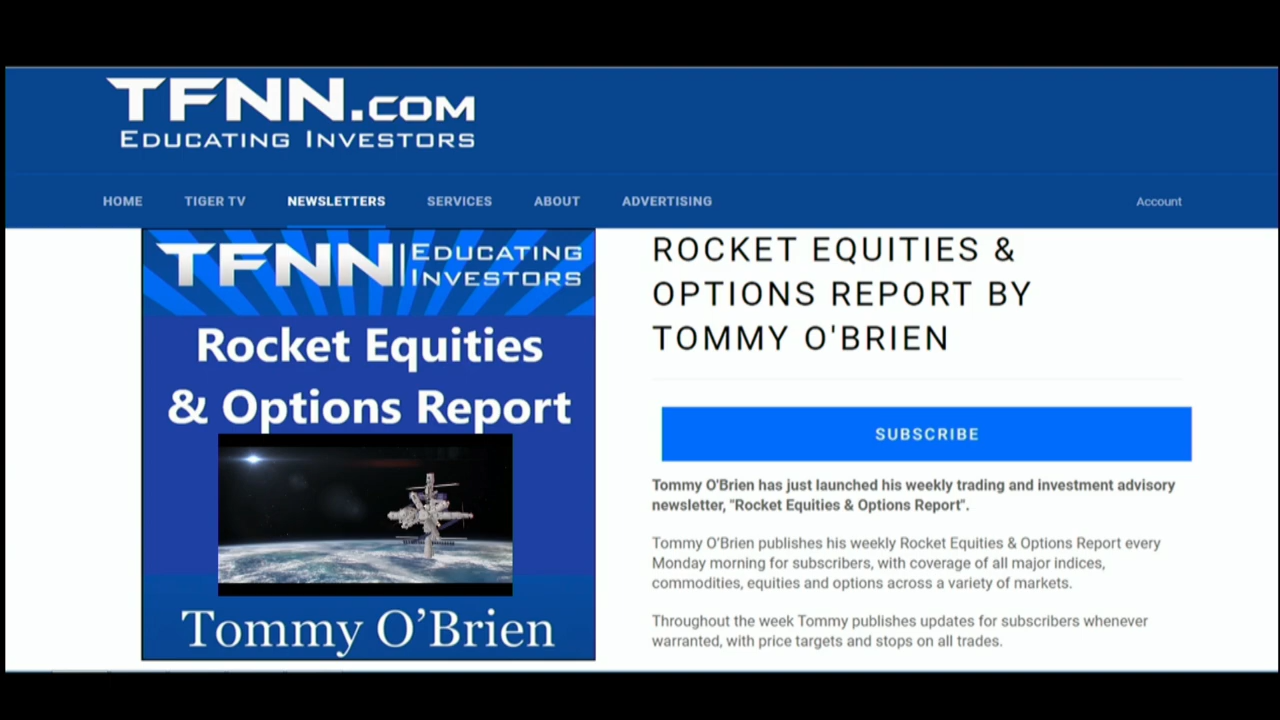 TFNN.COM
EDUCATING INVESTORS
HOME TIGER TV NEWSLETTERS SERVICES ABOUT ADVERTISING Account
TFNN EDUCATING
INVESTORS
Rocket Equities
& Options Report
Tommy O’Brien
ROCKET EQUITIES &
OPTIONS REPORT BY
TOMMY O'BRIEN
SUBSCRIBE
Tommy O'Brien has just launched his weekly trading and investment advisory
newsletter, "Rocket Equities & Options Report".
Tommy O’Brien publishes his weekly Rocket Equities & Options Report every
Monday morning for subscribers, with coverage of all major indices,
commodities, equities and options across a variety of markets.
Throughout the week Tommy publishes updates for subscribers whenever
warranted, with price targets and stops on all trades.